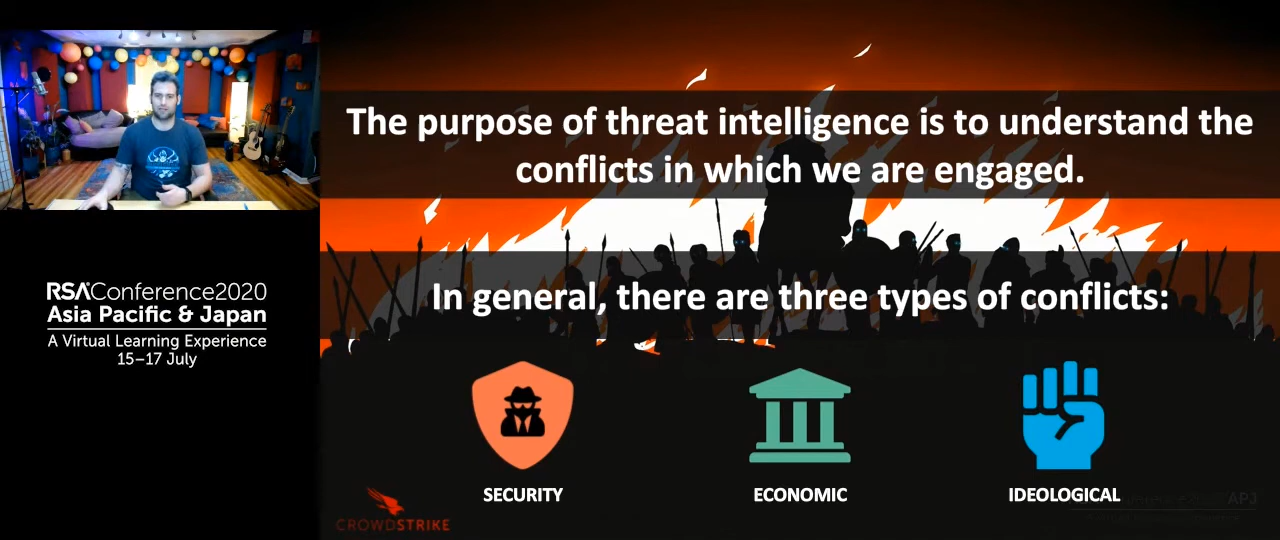 The purpose of threat intelligence is to understand the
conflicts in which we are engaged.
In general, there are three types of conflicts:
SECURITY
ECONOMIC
IDEOLOGICAL
CROWDSTRIKE
APJ
RSAConference2020
Asia Pacific & Japan
A Virtual Learning Experience
15–17 July